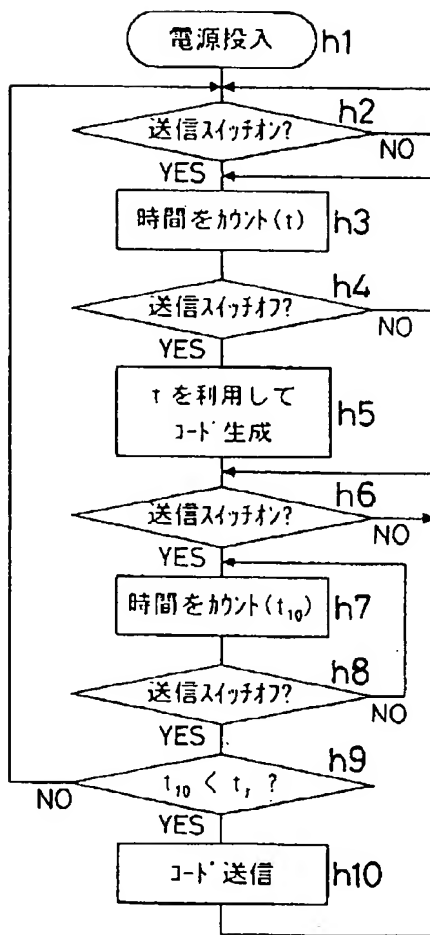 電源投入 h1
h2
送信スイッチオン?
NO
YES
時間をカウント(t) h3
h4
送信スイッチオフ?
NO
YES
tを利用して
コード生成 h5
h6
送信スイッチオン?
NO
YES
時間をカウント(t₁₀) h7
h8
送信スイッチオフ?
NO
YES
h9
NO
YES
コード送信 h10